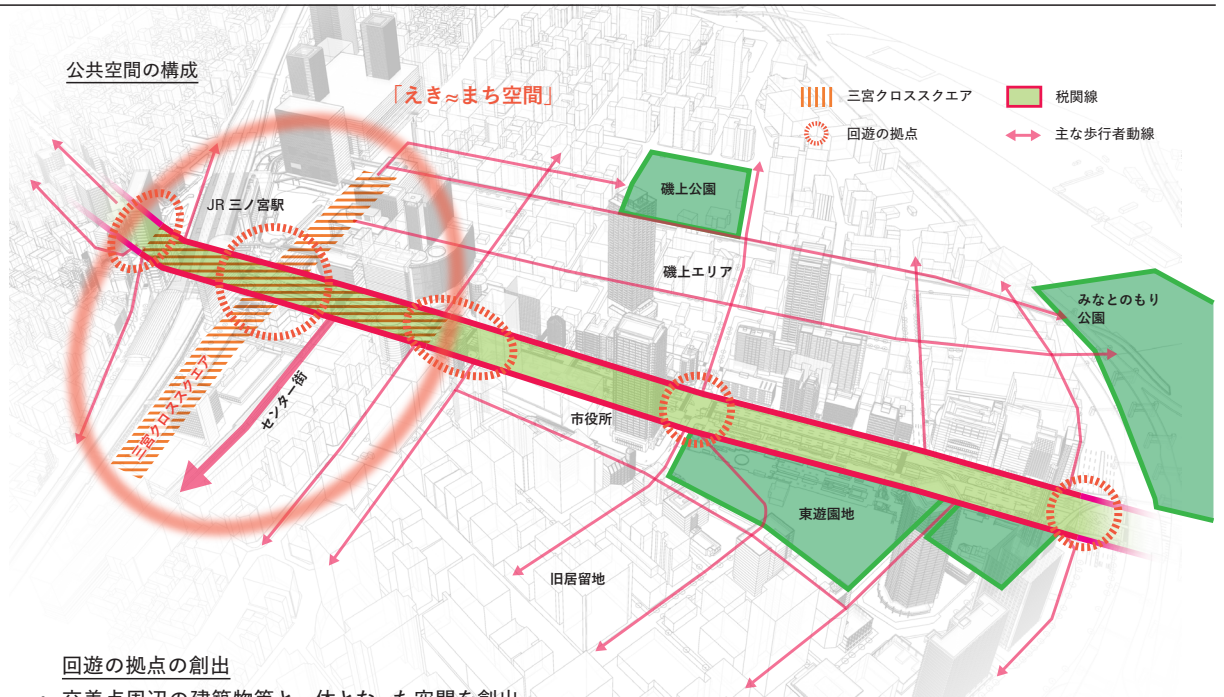 公共空間の構成
「えき≈まち空間」
三宮クロススクエア
税関線
回遊の拠点
主な歩行者動線
JR 三ノ宮駅
磯上公園
磯上エリア
みなとのもり
公園
三宮クロススクエア
センター街
市役所
東遊園地
旧居留地
回遊の拠点の創出